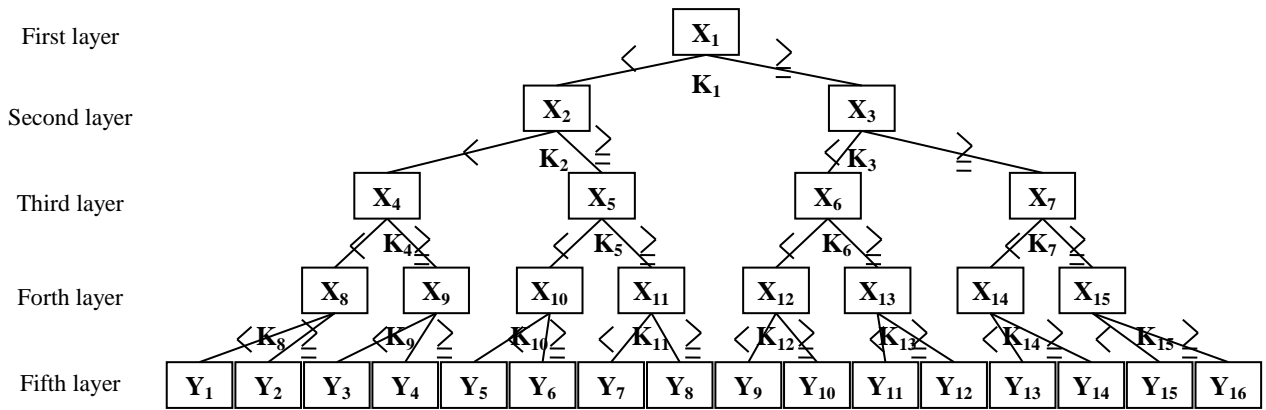 First layer X₁
< ≥
K₁
Second layer X₂ X₃
< K₂ ≥ < K₃ ≥
Third layer X₄ X₅ X₆ X₇
< K₄ ≥ < K₅ ≥ < K₆ ≥ < K₇ ≥
Forth layer X₈ X₉ X₁₀ X₁₁ X₁₂ X₁₃ X₁₄ X₁₅
< K₈ ≥ < K₉ ≥ < K₁₀ ≥ < K₁₁ ≥ < K₁₂ ≥ < K₁₃ ≥ < K₁₄ ≥ < K₁₅ ≥
Fifth layer Y₁ Y₂ Y₃ Y₄ Y₅ Y₆ Y₇ Y₈ Y₉ Y₁₀ Y₁₁ Y₁₂ Y₁₃ Y₁₄ Y₁₅ Y₁₆